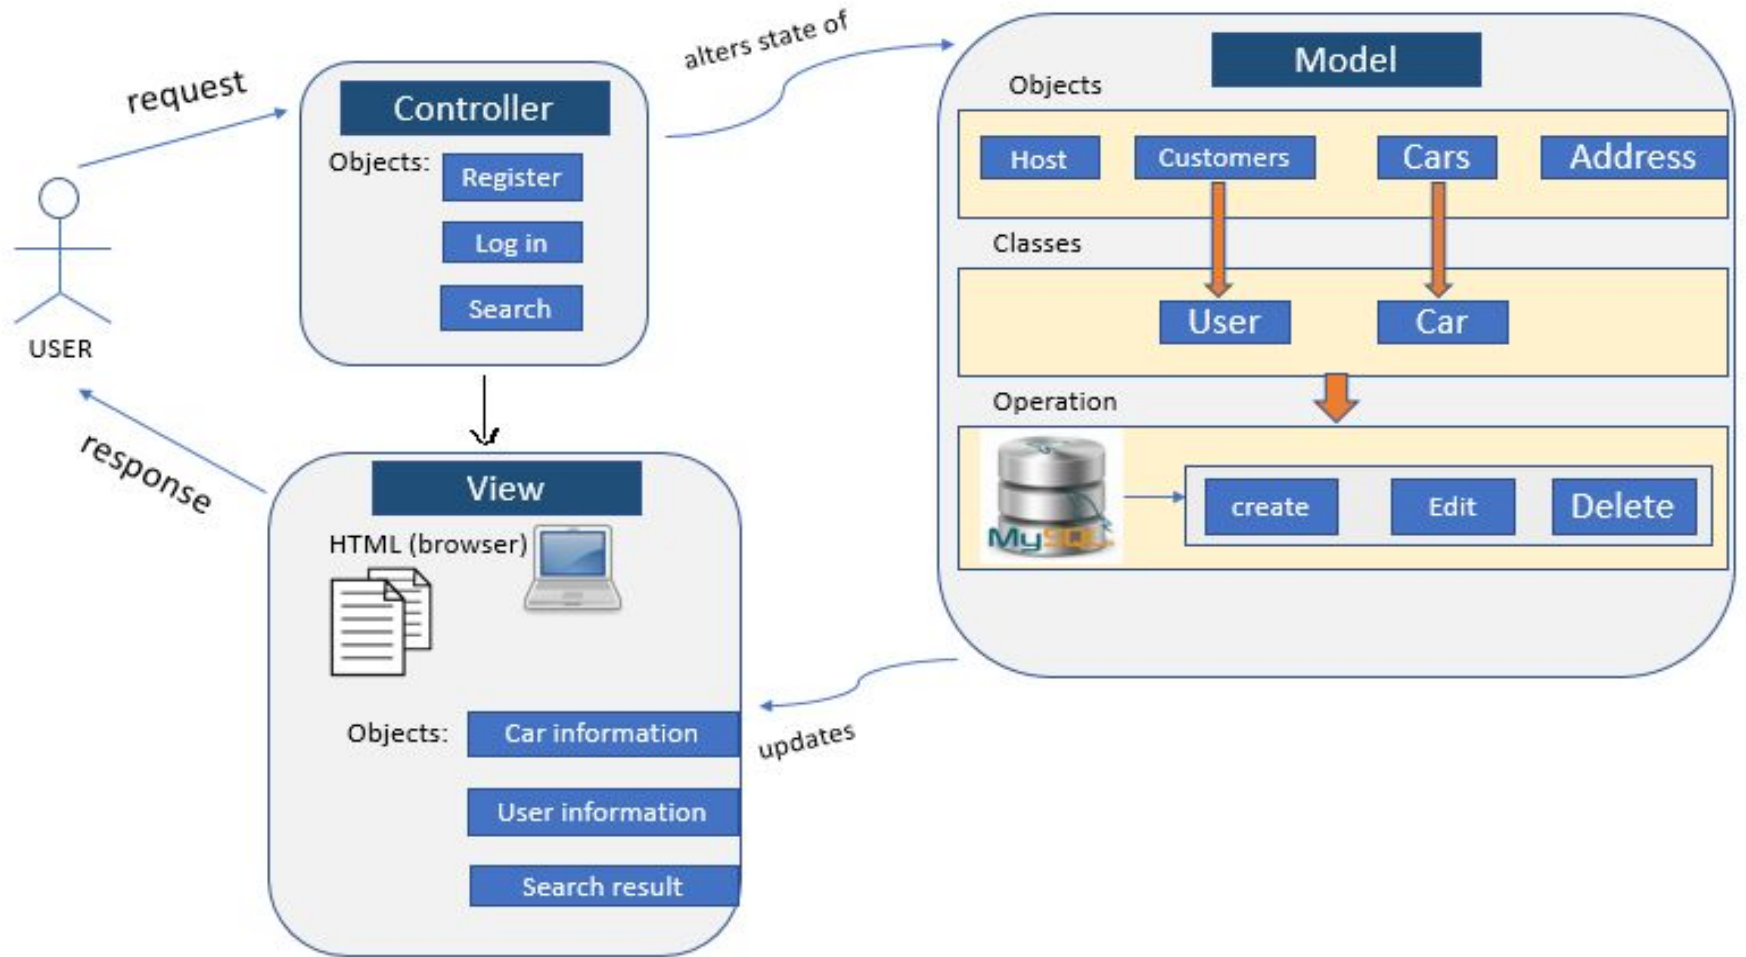 request
Controller
Objects:
Register
Log in
Search
USER
alters state of
Model
Objects
Host
Customers
Cars
Address
Classes
User
Car
Operation
MySQL
create
Edit
Delete
response
View
HTML (browser)
Objects:
Car information
User information
Search result
updates